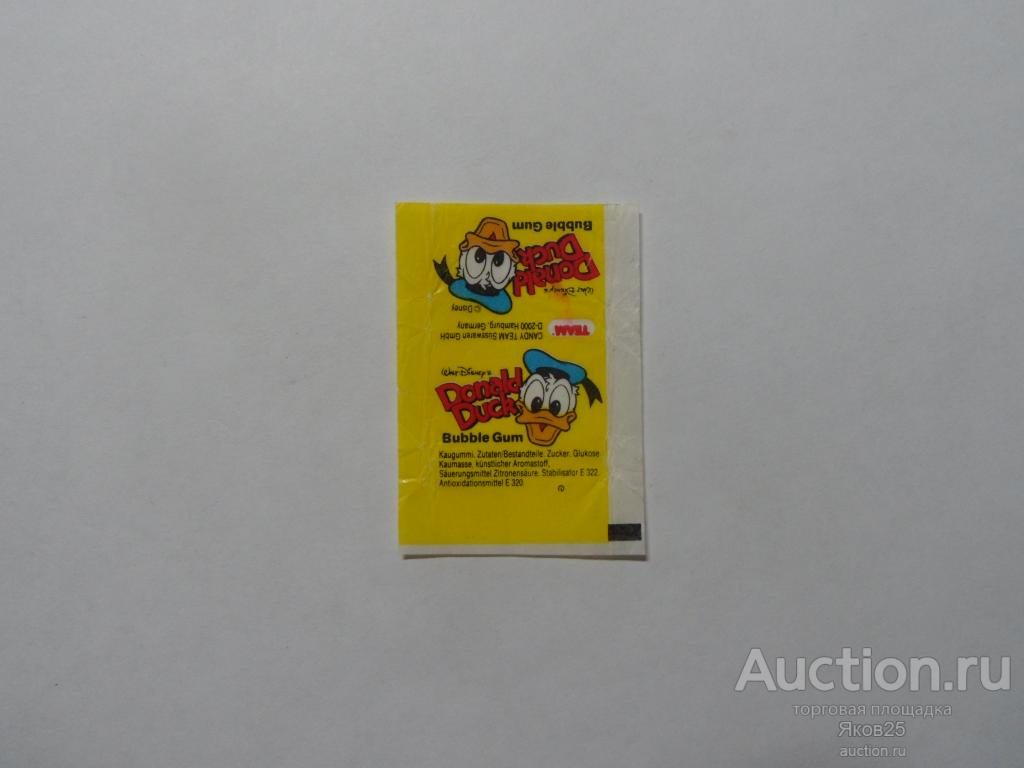 Bubble Gum
Donald
Duck
Walt Disney's
© Disney
TEAM
CANDY TEAM Süsswaren GmbH
D-2000 Hamburg, Germany
Walt Disney's
Donald
Duck
Bubble Gum
Kaugummi. Zutaten/Bestandteile: Zucker, Glukose
Kaumasse, künstlicher Aromastoff,
Säuerungsmittel Zitronensäure, Stabilisator E 322,
Antioxidationsmittel E 320.
Auction.ru
торговая площадка
Яков25
auction.ru